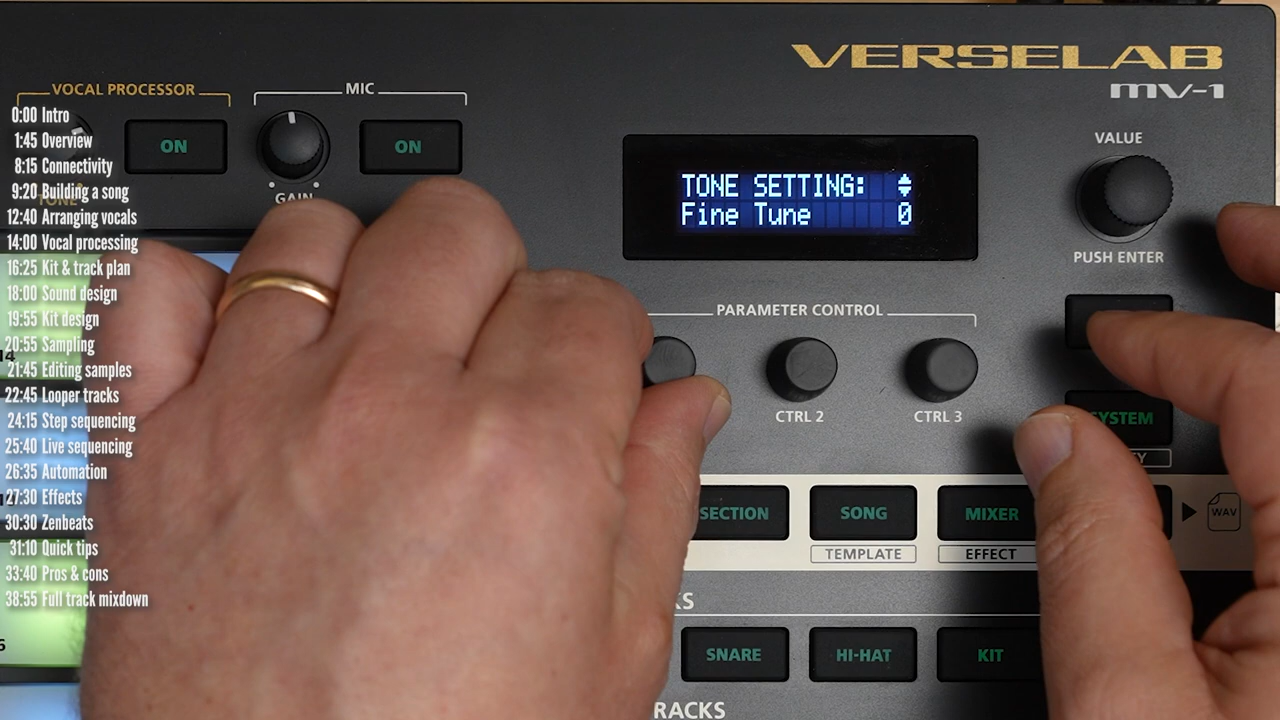 VERSELAB
mv-1
VOCAL PROCESSOR
MIC
ON
ON
GAIN
TONE
VALUE
PUSH ENTER
TONE SETTING:
Fine Tune 0
PARAMETER CONTROL
CTRL 2
CTRL 3
SYSTEM
SECTION
SONG
MIXER
WAV
TEMPLATE
EFFECT
KS
SNARE
HI-HAT
KIT
RACKS
0:00 Intro
1:45 Overview
8:15 Connectivity
9:20 Building a song
12:40 Arranging vocals
14:00 Vocal processing
16:25 Kit & track plan
18:00 Sound design
19:55 Kit design
20:55 Sampling
21:45 Editing samples
22:45 Looper tracks
24:15 Step sequencing
25:40 Live sequencing
26:35 Automation
27:30 Effects
30:30 Zenbeats
31:10 Quick tips
33:40 Pros & cons
38:55 Full track mixdown